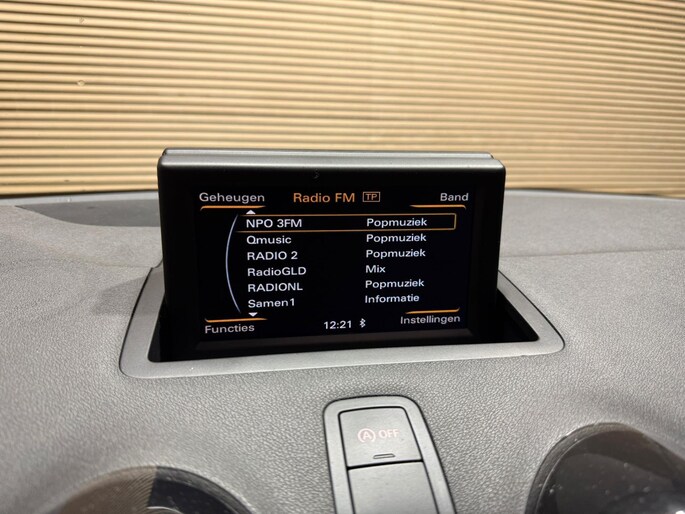 Geheugen Radio FM TP Band
NPO 3FM Popmuziek
Qmusic Popmuziek
RADIO 2 Popmuziek
RadioGLD Mix
RADIONL Popmuziek
Samen1 Informatie
Functies 12:21 Instellingen
A OFF